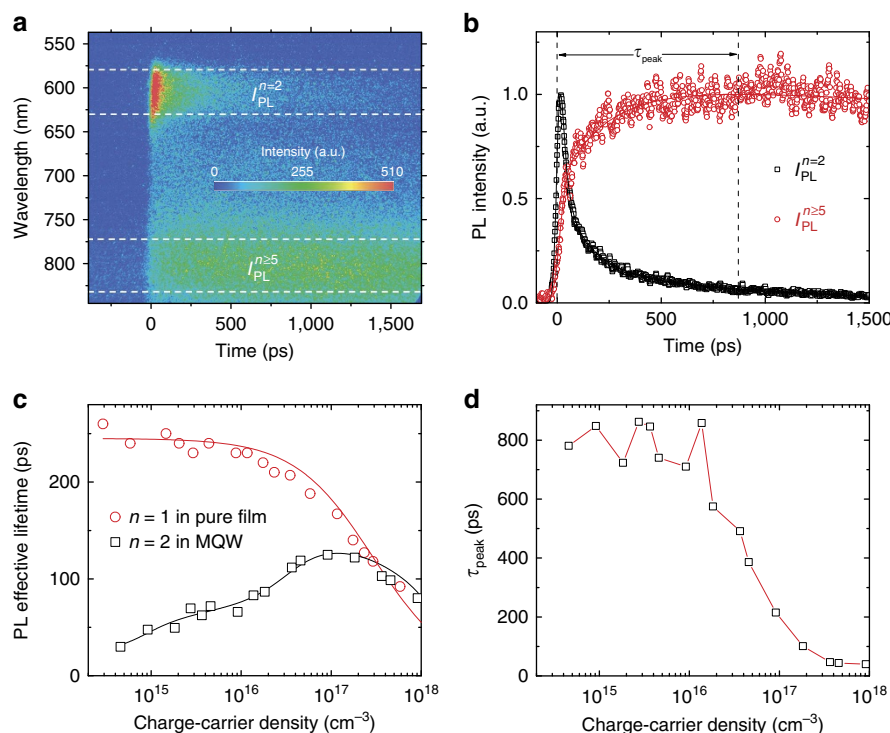 a
Wavelength (nm)
550
600
650
700
750
800
I_PL^{n=2}
Intensity (a.u.)
0 255 510
I_PL^{n≥5}
0 500 1,000 1,500
Time (ps)
b
PL intensity (a.u.)
1.0
0.5
0.0
τ_peak
I_PL^{n=2}
I_PL^{n≥5}
0 500 1,000 1,500
Time (ps)
c
PL effective lifetime (ps)
200
100
0
n = 1 in pure film
n = 2 in MQW
10^15 10^16 10^17 10^18
Charge-carrier density (cm^−3)
d
τ_peak (ps)
800
600
400
200
0
10^15 10^16 10^17 10^18
Charge-carrier density (cm^−3)